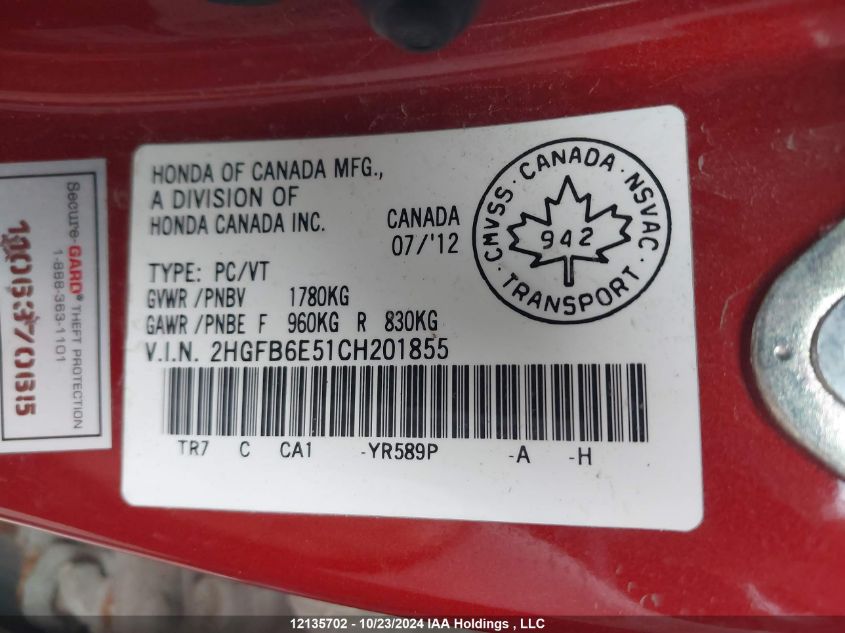 HONDA OF CANADA MFG.,
A DIVISION OF
HONDA CANADA INC.
CANADA
07/'12
TYPE: PC/VT
GVWR /PNBV 1780KG
GAWR /PNBE F 960KG R 830KG
V.I.N. 2HGFB6E51CH201855
TR7 C CA1 -YR589P -A -H
CMVSS · CANADA · NSVAC
942
TRANSPORT
Secure-GARD® THEFT PROTECTION
1-888-363-1101
12135702 - 10/23/2024 IAA Holdings , LLC